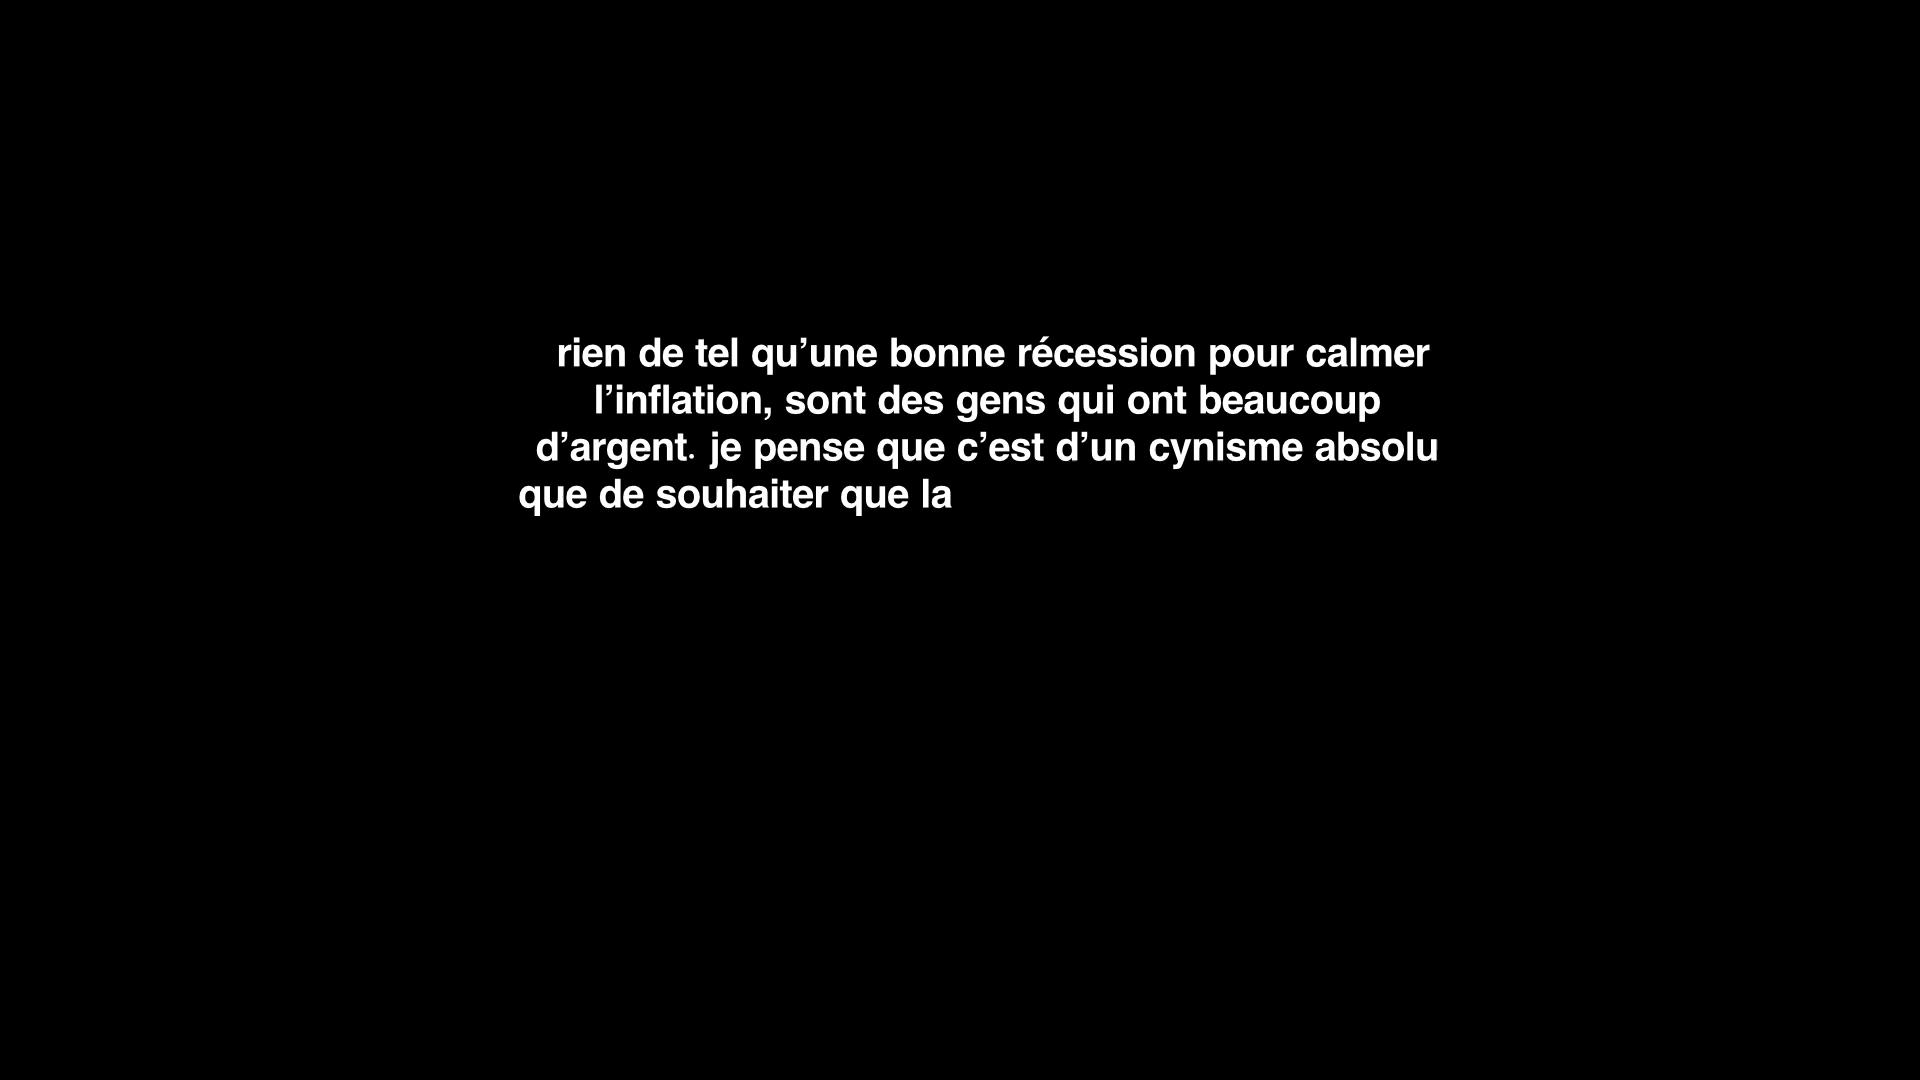 rien de tel qu’une bonne récession pour calmer
l’inflation, sont des gens qui ont beaucoup
d’argent. je pense que c’est d’un cynisme absolu
que de souhaiter que la